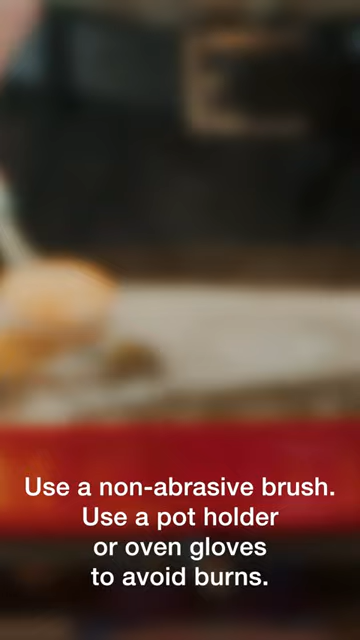 Use a non-abrasive brush.
Use a pot holder
or oven gloves
to avoid burns.